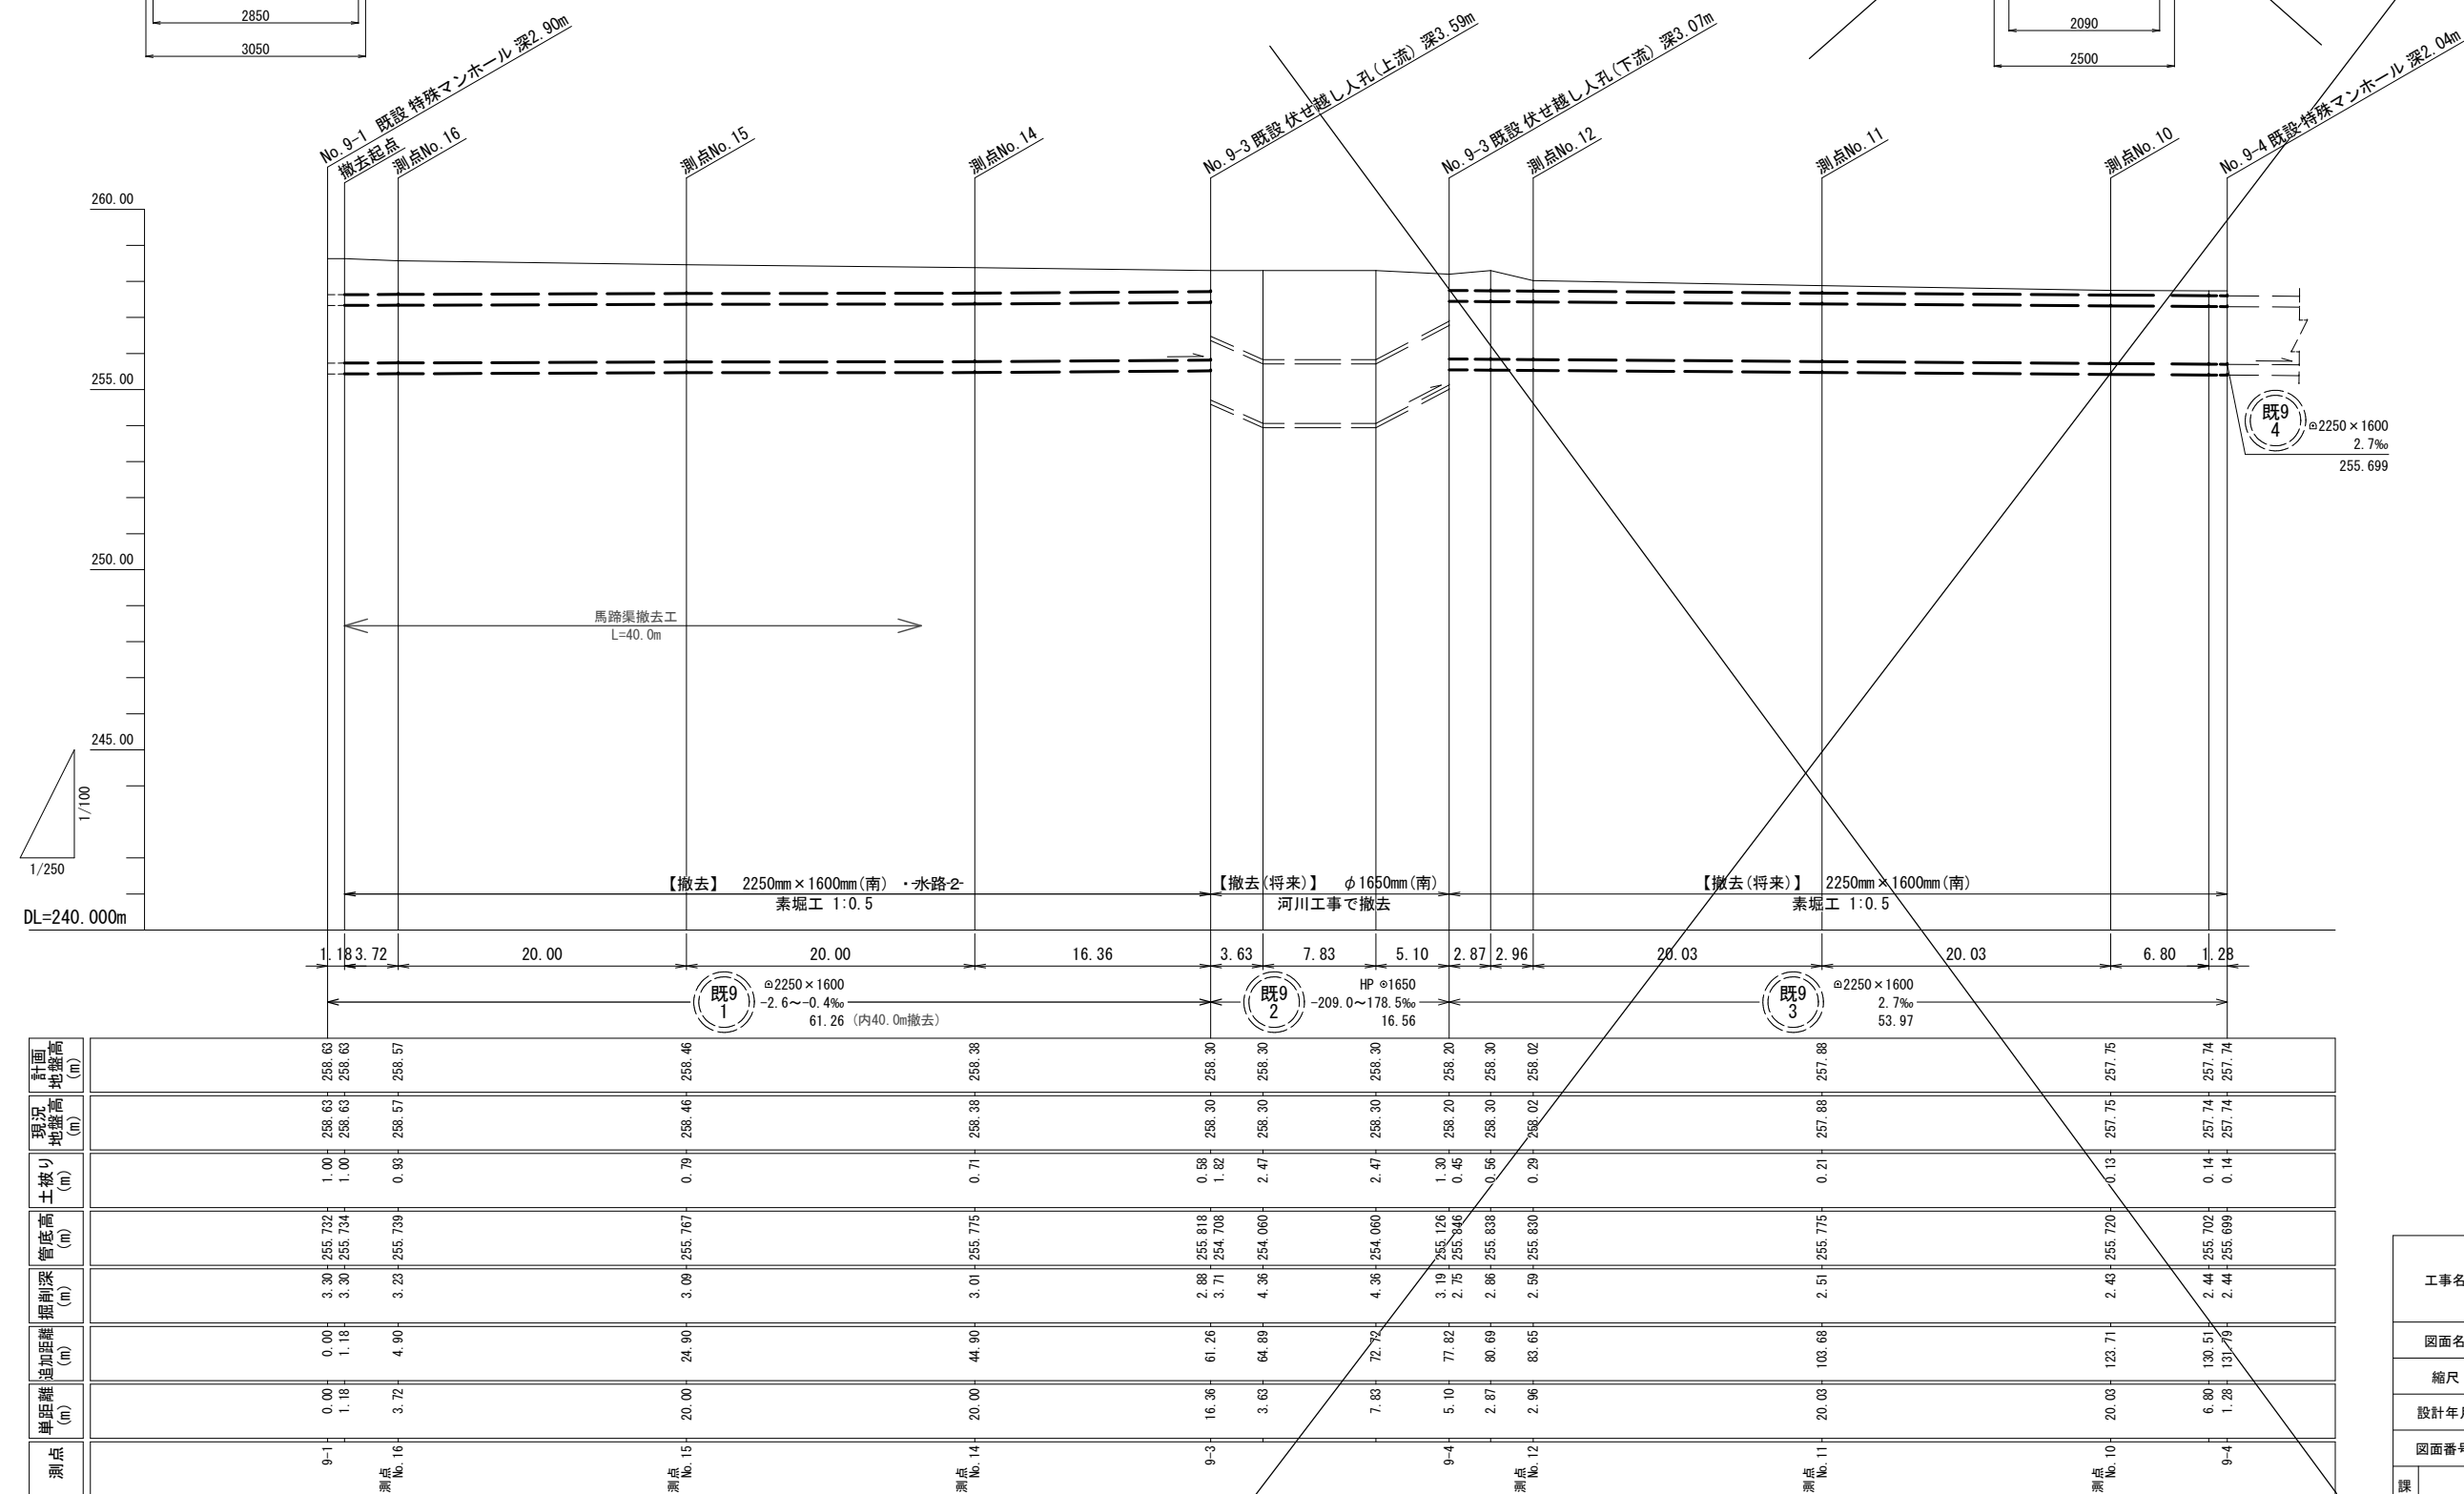 2850
3050
2090
2500
No.9-1 既設 特殊マンホール 深2.90m
撤去起点
測点No.16
測点No.15
測点No.14
No.9-3 既設 伏せ越し人孔(上流) 深3.59m
No.9-3 既設 伏せ越し人孔(下流) 深3.07m
測点No.12
測点No.11
測点No.10
No.9-4 既設 特殊マンホール 深2.04m
260.00
255.00
250.00
245.00
1/100
1/250
DL=240.000m
既9
4
2250×1600
2.7‰
255.699
馬蹄渠撤去工
L=40.0m
【撤去】 2250mm×1600mm(南) ・水路2
素堀工 1:0.5
【撤去(将来)】 φ1650mm(南)
河川工事で撤去
【撤去(将来)】 2250mm×1600mm(南)
素堀工 1:0.5
1.18 3.72 20.00 20.00 16.36 3.63 7.83 5.10 2.87 2.96 20.03 20.03 6.80 1.28
既9
1
2250×1600
-2.6～-0.4‰
61.26 (内40.0m撤去)
既9
2
HP 1650
-209.0～178.5‰
16.56
既9
3
2250×1600
2.7‰
53.97
計画
地盤高
(m)
258.63 258.63 258.57 258.46 258.38 258.30 258.30 258.30 258.20 258.30 258.02 257.88 257.75 257.74 257.74
現況
地盤高
(m)
258.63 258.63 258.57 258.46 258.38 258.30 258.30 258.30 258.20 258.30 258.02 257.88 257.75 257.74 257.74
土被り
(m)
1.00 1.00 0.93 0.79 0.71 0.58 1.82 2.47 2.47 1.30 0.45 0.56 0.29 0.21 0.13 0.14 0.14
管底高
(m)
255.732 255.734 255.739 255.767 255.775 255.818 254.708 254.060 254.060 255.126 255.846 255.838 255.830 255.775 255.720 255.702 255.699
掘削深
(m)
3.30 3.30 3.23 3.09 3.01 2.88 3.71 4.36 4.36 3.19 2.75 2.86 2.59 2.51 2.43 2.44 2.44
追加距離
(m)
0.00 1.18 4.90 24.90 44.90 61.26 64.89 72.72 77.82 80.69 83.65 103.68 123.71 130.51 131.79
単距離
(m)
0.00 1.18 3.72 20.00 20.00 16.36 3.63 7.83 5.10 2.87 2.96 20.03 20.03 6.80 1.28
測点
9-1 測点No.16 測点No.15 測点No.14 9-3 9-4 測点No.12 測点No.11 測点No.10 9-4
工事名
図面名
縮尺
設計年月
図面番号
課